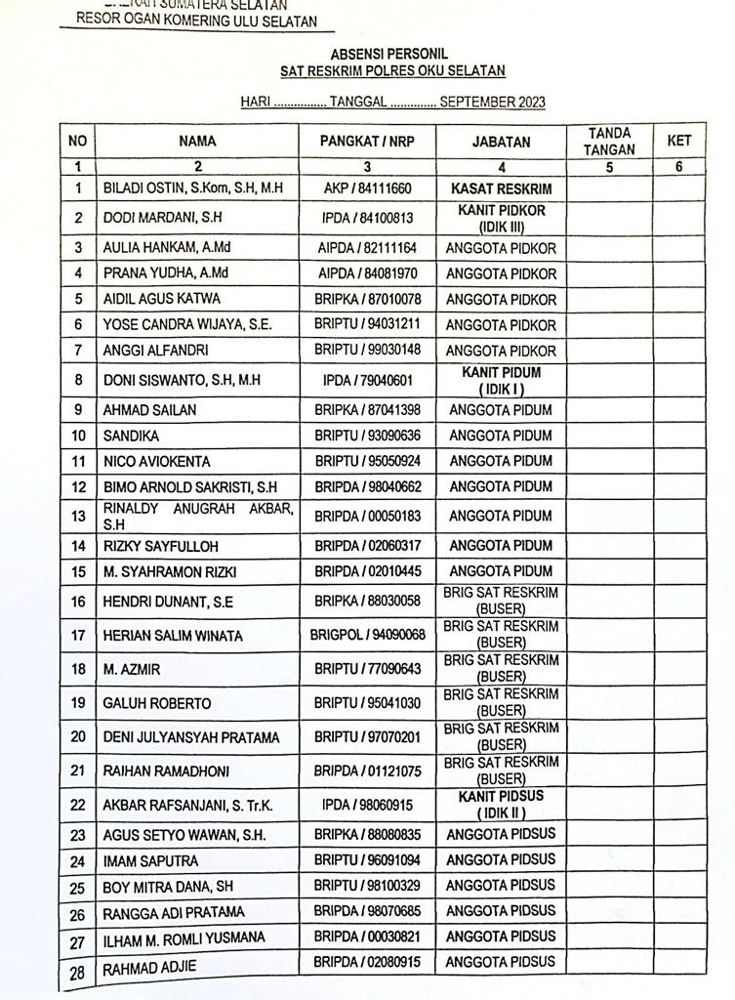 DAERAH SUMATERA SELATAN
RESOR OGAN KOMERING ULU SELATAN
ABSENSI PERSONIL
SAT RESKRIM POLRES OKU SELATAN
HARI ................ TANGGAL .............. SEPTEMBER 2023
NO NAMA PANGKAT / NRP JABATAN TANDA TANGAN KET
1 2 3 4 5 6
1 BILADI OSTIN, S.Kom, S.H, M.H AKP / 84111660 KASAT RESKRIM
2 DODI MARDANI, S.H IPDA / 84100813 KANIT PIDKOR
(IDIK III)
3 AULIA HANKAM, A.Md AIPDA / 82111164 ANGGOTA PIDKOR
4 PRANA YUDHA, A.Md AIPDA / 84081970 ANGGOTA PIDKOR
5 AIDIL AGUS KATWA BRIPKA / 87010078 ANGGOTA PIDKOR
6 YOSE CANDRA WIJAYA, S.E. BRIPTU / 94031211 ANGGOTA PIDKOR
7 ANGGI ALFANDRI BRIPTU / 99030148 ANGGOTA PIDKOR
8 DONI SISWANTO, S.H, M.H IPDA / 79040601 KANIT PIDUM
( IDIK I )
9 AHMAD SAILAN BRIPKA / 87041398 ANGGOTA PIDUM
10 SANDIKA BRIPTU / 93090636 ANGGOTA PIDUM
11 NICO AVIOKENTA BRIPTU / 95050924 ANGGOTA PIDUM
12 BIMO ARNOLD SAKRISTI, S.H BRIPDA / 98040662 ANGGOTA PIDUM
13 RINALDY ANUGRAH AKBAR,
S.H BRIPDA / 00050183 ANGGOTA PIDUM
14 RIZKY SAYFULLOH BRIPDA / 02060317 ANGGOTA PIDUM
15 M. SYAHRAMON RIZKI BRIPDA / 02010445 ANGGOTA PIDUM
16 HENDRI DUNANT, S.E BRIPKA / 88030058 BRIG SAT RESKRIM
(BUSER)
17 HERIAN SALIM WINATA BRIGPOL / 94090068 BRIG SAT RESKRIM
(BUSER)
18 M. AZMIR BRIPTU / 77090643 BRIG SAT RESKRIM
(BUSER)
19 GALUH ROBERTO BRIPTU / 95041030 BRIG SAT RESKRIM
(BUSER)
20 DENI JULYANSYAH PRATAMA BRIPTU / 97070201 BRIG SAT RESKRIM
(BUSER)
21 RAIHAN RAMADHONI BRIPDA / 01121075 BRIG SAT RESKRIM
(BUSER)
22 AKBAR RAFSANJANI, S. Tr.K. IPDA / 98060915 KANIT PIDSUS
( IDIK II )
23 AGUS SETYO WAWAN, S.H. BRIPKA / 88080835 ANGGOTA PIDSUS
24 IMAM SAPUTRA BRIPTU / 96091094 ANGGOTA PIDSUS
25 BOY MITRA DANA, SH BRIPTU / 98100329 ANGGOTA PIDSUS
26 RANGGA ADI PRATAMA BRIPDA / 98070685 ANGGOTA PIDSUS
27 ILHAM M. ROMLI YUSMANA BRIPDA / 00030821 ANGGOTA PIDSUS
28 RAHMAD ADJIE BRIPDA / 02080915 ANGGOTA PIDSUS